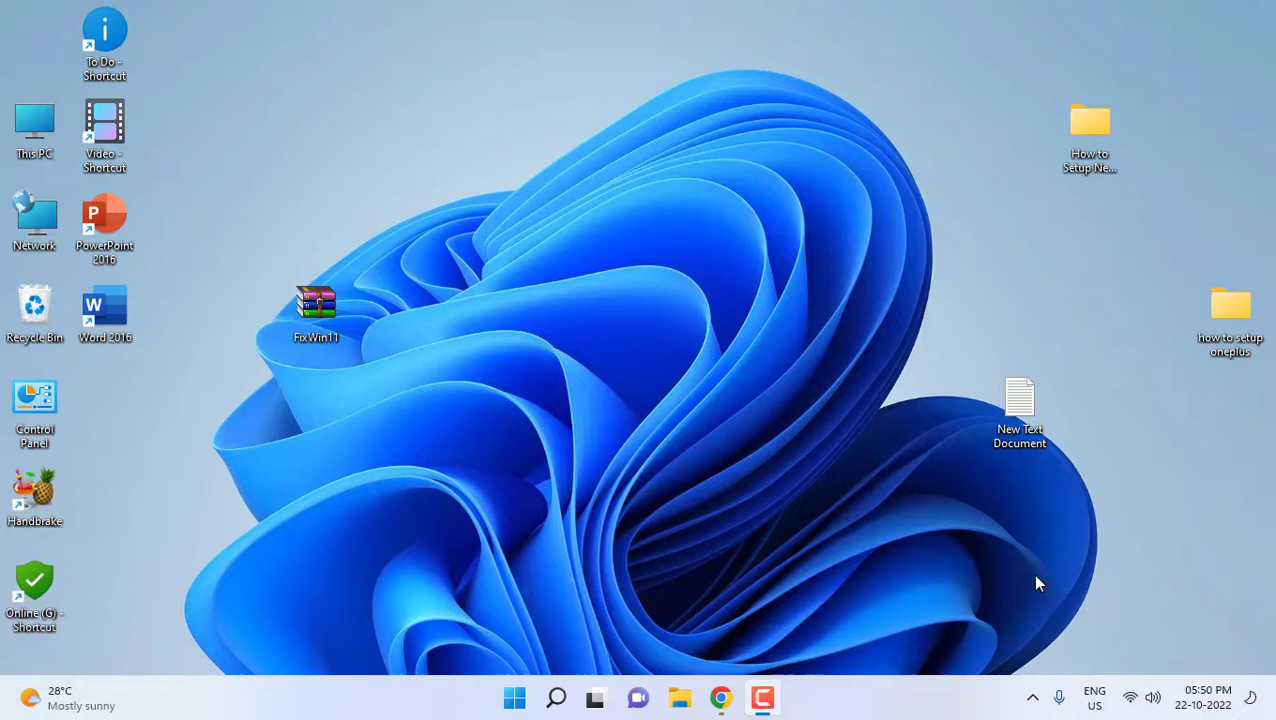 To Do -
Shortcut
This PC
Video -
Shortcut
Network
PowerPoint
2016
Recycle Bin
Word 2016
Control
Panel
Handbrake
Online (G) -
Shortcut
FixWin11
How to
Setup Ne...
how to setup
oneplus
New Text
Document
28°C
Mostly sunny
ENG
US
05:50 PM
22-10-2022